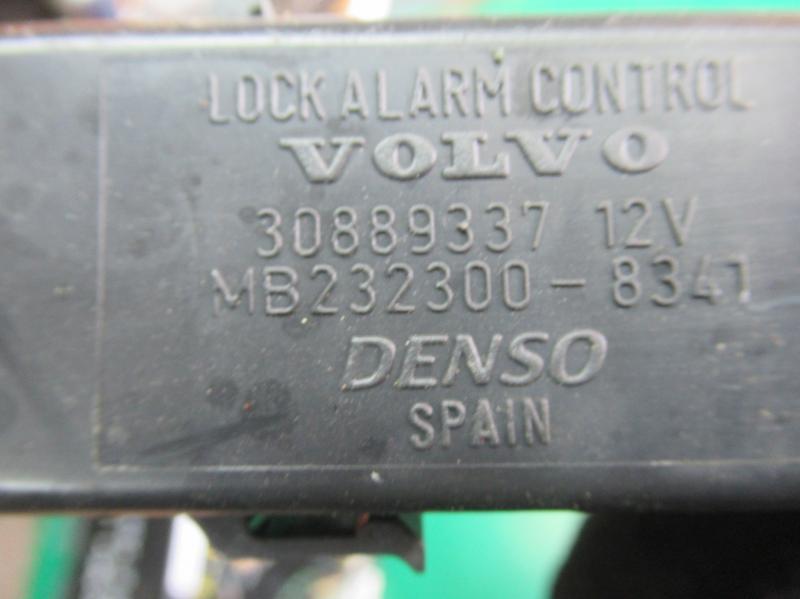 LOCK ALARM CONTROL
VOLVO
30889337 12V
MB232300-8341
DENSO
SPAIN